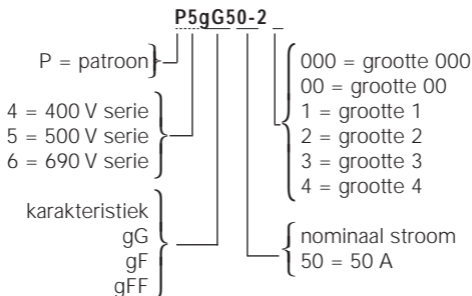 P5gG50-2
P = patroon
4 = 400 V serie
5 = 500 V serie
6 = 690 V serie
karakteristiek
gG
gF
gFF
000 = grootte 000
00 = grootte 00
1 = grootte 1
2 = grootte 2
3 = grootte 3
4 = grootte 4
nominaal stroom
50 = 50 A